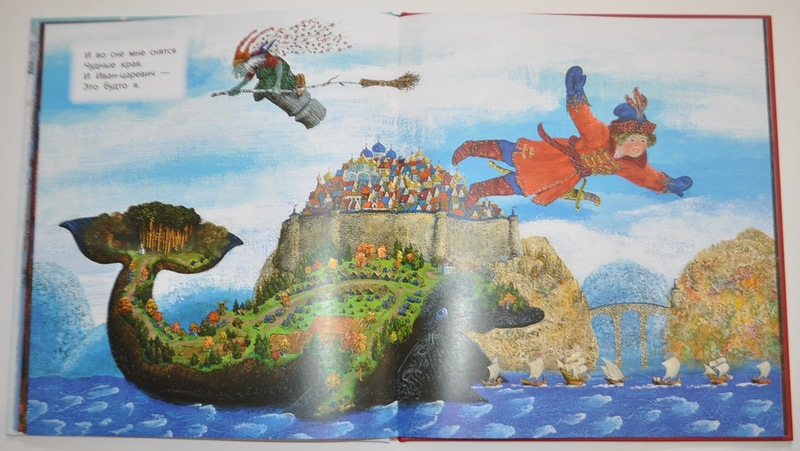 И во сне мне снятся
Чудные края.
И Иван-царевич —
Это будто я.